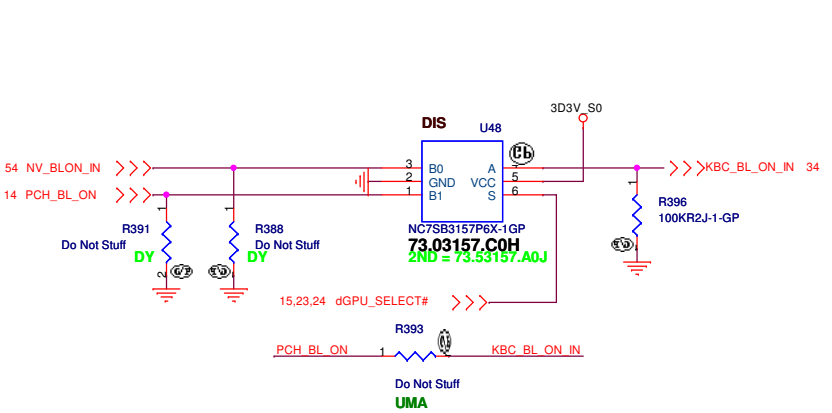 3D3V_S0
DIS
U48
54 NV_BLON_IN
3 B0 A
KBC_BL_ON_IN 34
2 GND VCC 5
14 PCH_BL_ON
1 B1 S 6
1
1
1
R391
Do Not Stuff
DY
2
R388
Do Not Stuff
DY
NC7SB3157P6X-1GP
73.03157.C0H
2ND = 73.53157.A0J
R396
100KR2J-1-GP
15,23,24 dGPU_SELECT#
R393
PCH_BL_ON 1 KBC_BL_ON_IN
Do Not Stuff
UMA